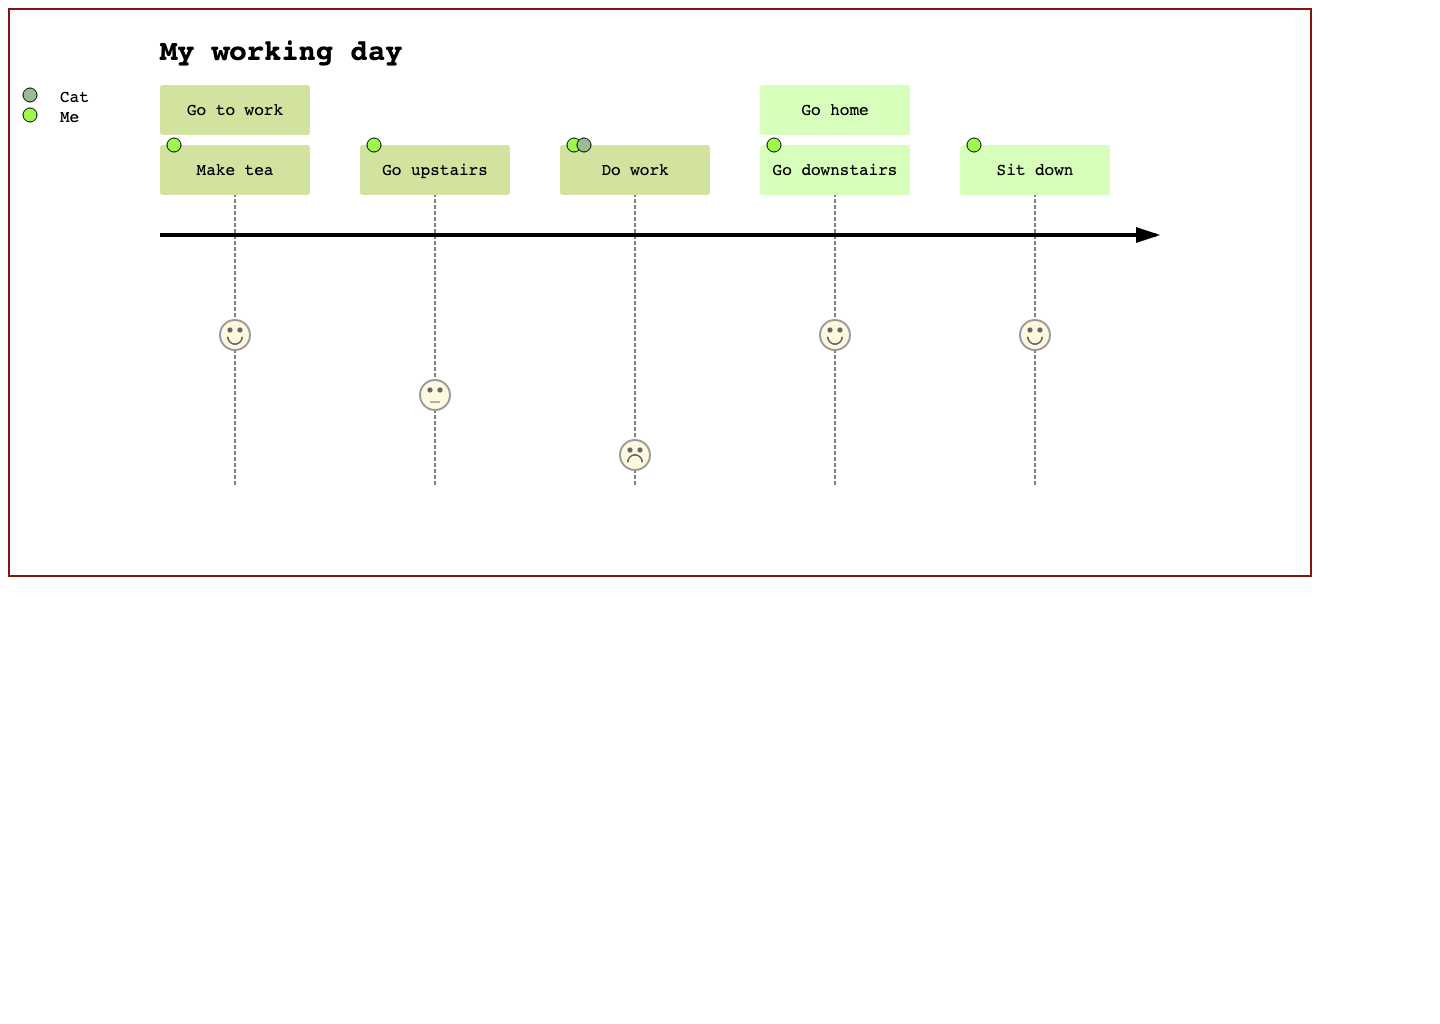 My working day
Cat
Me
Go to work
Go home
Make tea
Go upstairs
Do work
Go downstairs
Sit down